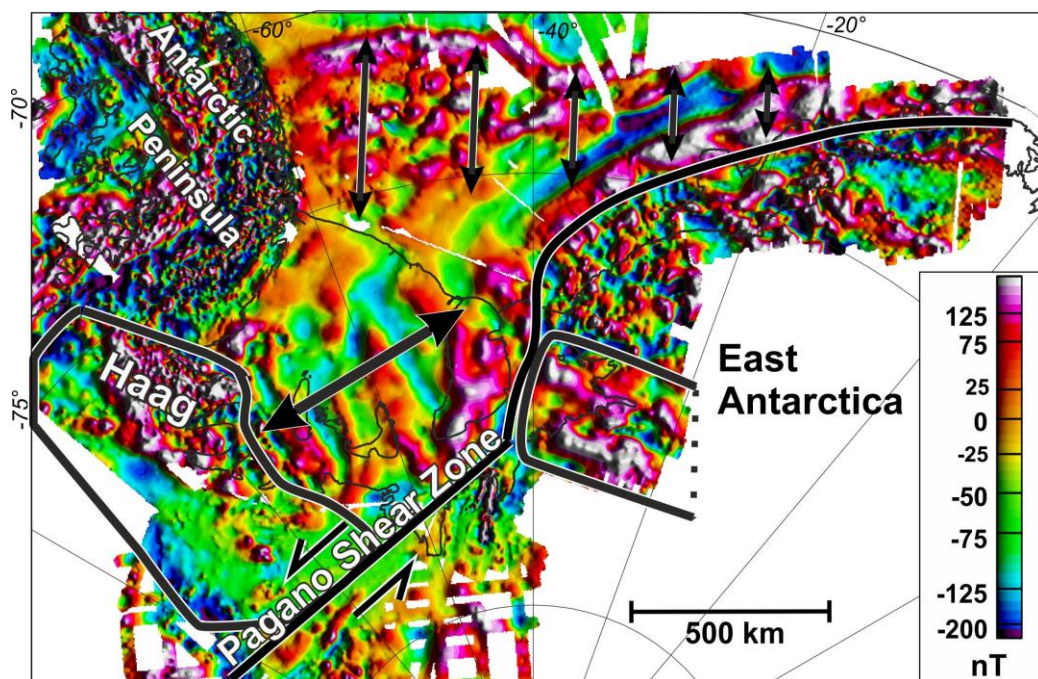 -60°
-40°
-20°
Antarctic
Peninsula
-70°
-75°
Haag
East
Antarctica
Pagano Shear Zone
500 km
125
75
25
0
-25
-50
-75
-125
-200
nT